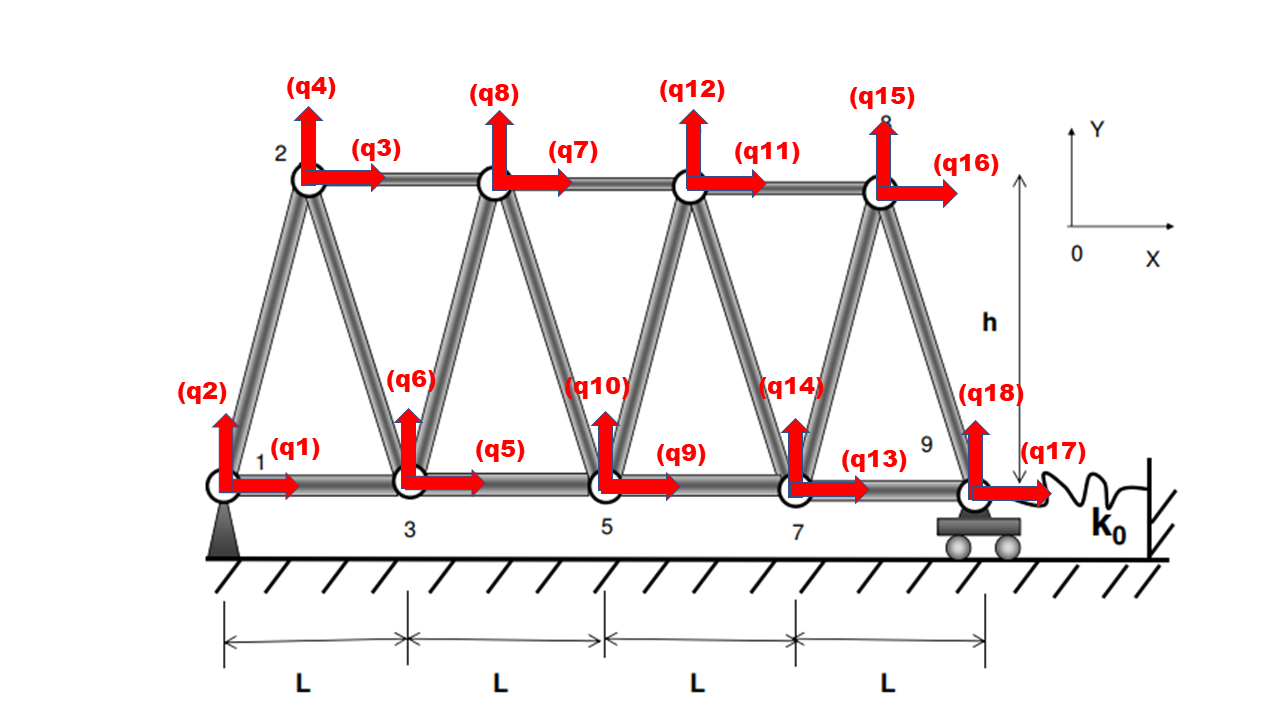 (q4)
(q8)
(q12)
(q15)
8
Y
2
(q3)
(q7)
(q11)
(q16)
0
X
h
(q2)
(q6)
(q10)
(q14)
(q18)
1
(q1)
(q5)
(q9)
(q13)
9
(q17)
3
5
7
k0
L
L
L
L